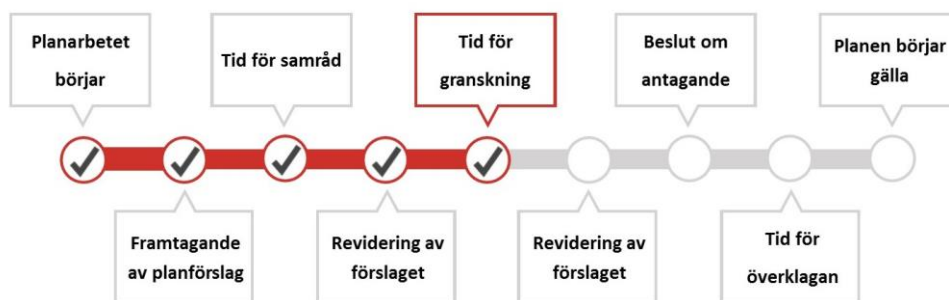 Planarbetet
börjar
Tid för samråd
Tid för
granskning
Beslut om
antagande
Planen börjar
gälla
Framtagande
av planförslag
Revidering av
förslaget
Revidering av
förslaget
Tid för
överklagan